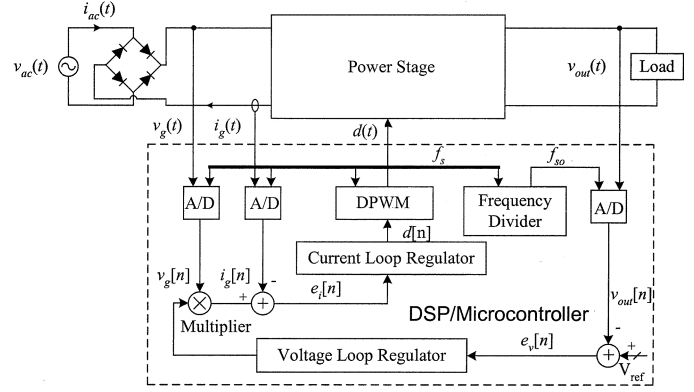 i_ac(t)
v_ac(t)
Power Stage
v_out(t)
Load
v_g(t)
i_g(t)
d(t)
f_s
f_so
A/D
A/D
DPWM
Frequency
Divider
A/D
d[n]
Current Loop Regulator
v_g[n]
i_g[n]
-
+
e_i[n]
v_out[n]
Multiplier
DSP/Microcontroller
-
+
e_v[n]
V_ref
Voltage Loop Regulator